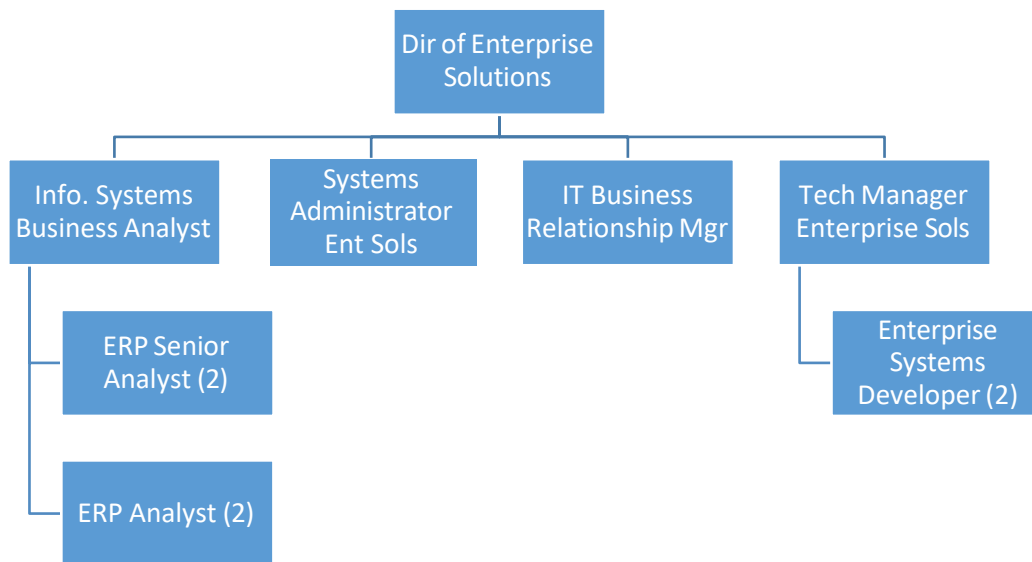 Dir of Enterprise
Solutions
Info. Systems
Business Analyst
Systems
Administrator
Ent Sols
IT Business
Relationship Mgr
Tech Manager
Enterprise Sols
ERP Senior
Analyst (2)
Enterprise
Systems
Developer (2)
ERP Analyst (2)